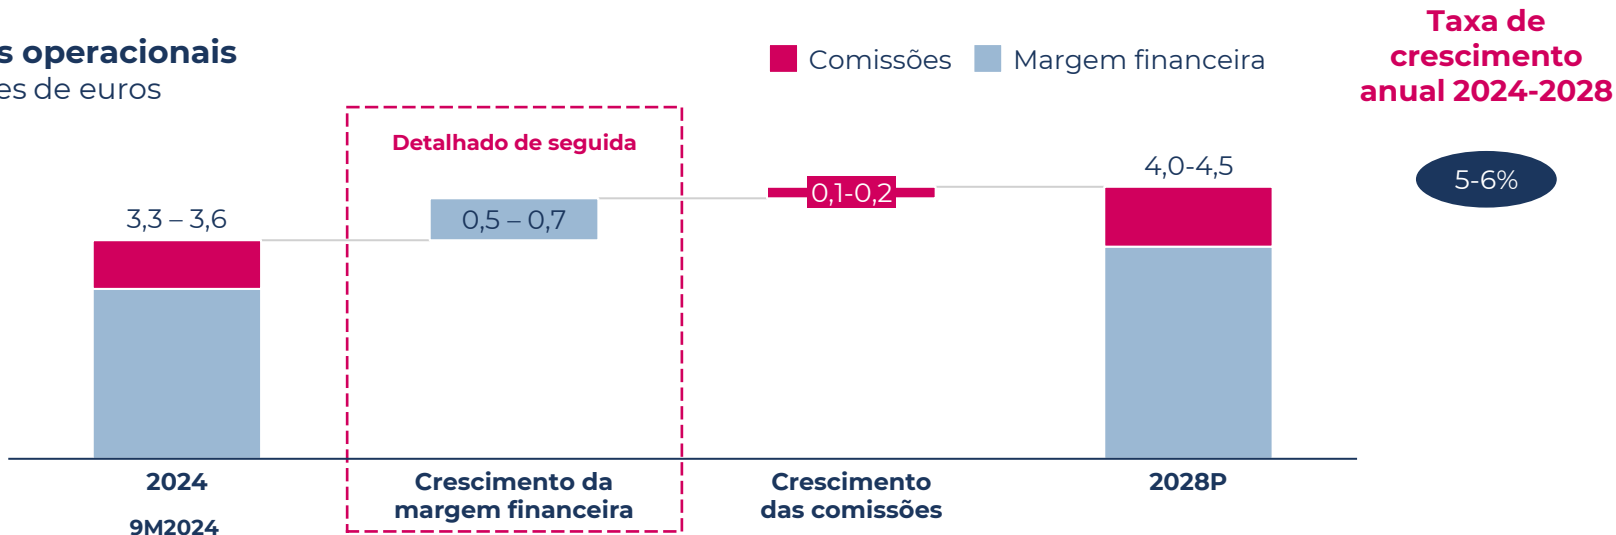 s operacionais
es de euros
Comissões
Margem financeira
Taxa de
crescimento
anual 2024-2028
Detalhado de seguida
3,3 – 3,6
0,5 – 0,7
0,1-0,2
4,0-4,5
5-6%
2024
9M2024
Crescimento da
margem financeira
Crescimento
das comissões
2028P